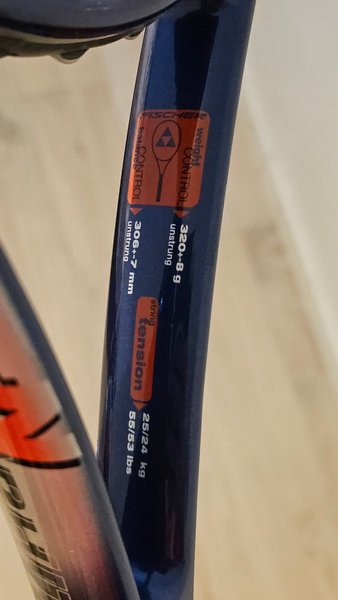 FISCHER
weight
CONTROL
320+-8 g
unstrung
balance
CONTROL
306+-7 mm
unstrung
string
tension
25/24 kg
55/53 lbs